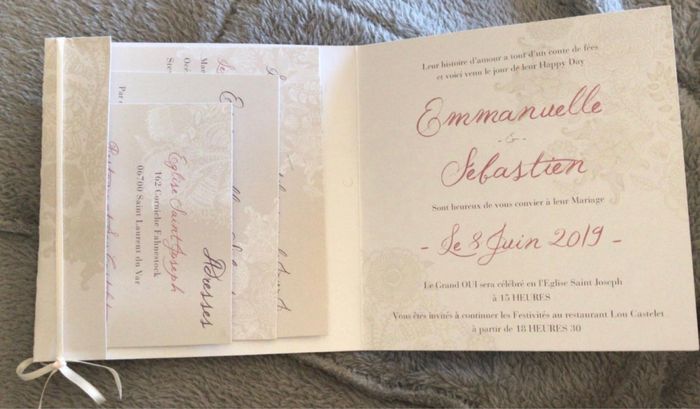 Leur histoire d'amour a tout d'un conte de fées
et voici venu le jour de leur Happy Day
Emmanuelle
- & -
Sébastien
Sont heureux de vous convier à leur Mariage
- Le 8 Juin 2019 -
Le Grand OUI sera célébré en l'Eglise Saint Joseph
à 15 HEURES
Vous êtes invités à continuer les Festivités au restaurant Lou Castelet
à partir de 18 HEURES 30
Adresses
Eglise Saint Joseph
162 Corniche Fahnestock
06700 Saint Laurent du Var